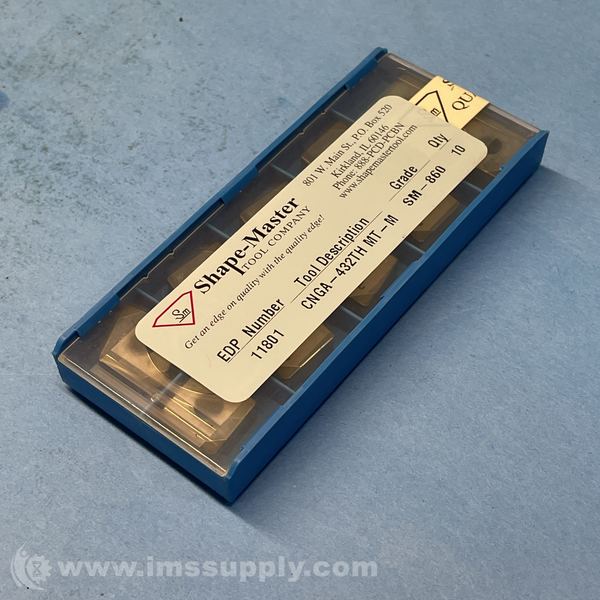 Sm
Shape-Master
TOOL COMPANY
Get an edge on quality with the quality edge!
801 W. Main St., P.O. Box 520
Kirkland, IL 60146
Phone: 888-PCD-PCBN
www.shapemastertool.com
EDP Number Tool Description Grade Qty
11801 CNGA-432TH MT-M SM-860 10
Sm
QU
www.imssupply.com